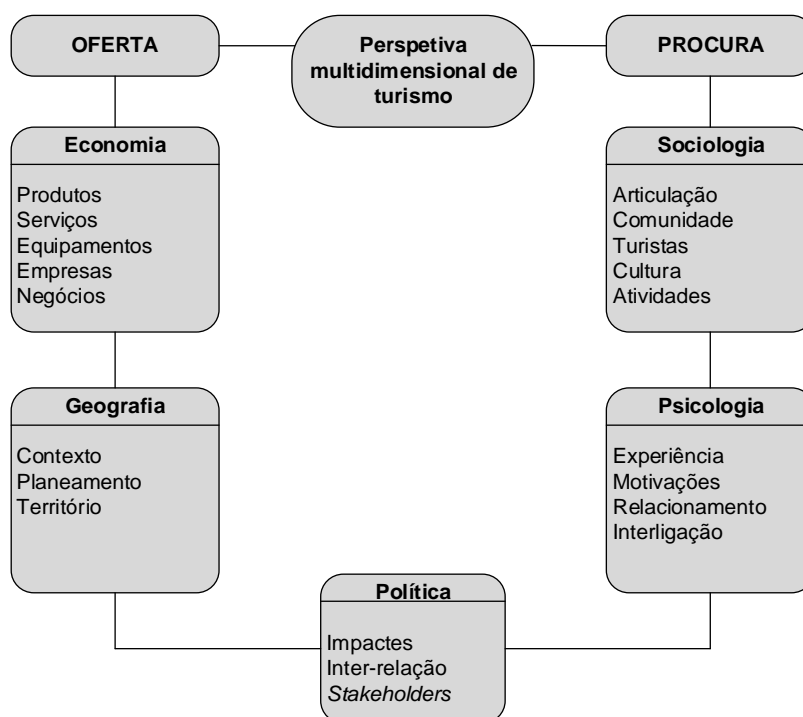 OFERTA
Perspetiva
multidimensional de
turismo
PROCURA
Economia
Produtos
Serviços
Equipamentos
Empresas
Negócios
Sociologia
Articulação
Comunidade
Turistas
Cultura
Atividades
Geografia
Contexto
Planeamento
Território
Psicologia
Experiência
Motivações
Relacionamento
Interligação
Política
Impactes
Inter-relação
Stakeholders